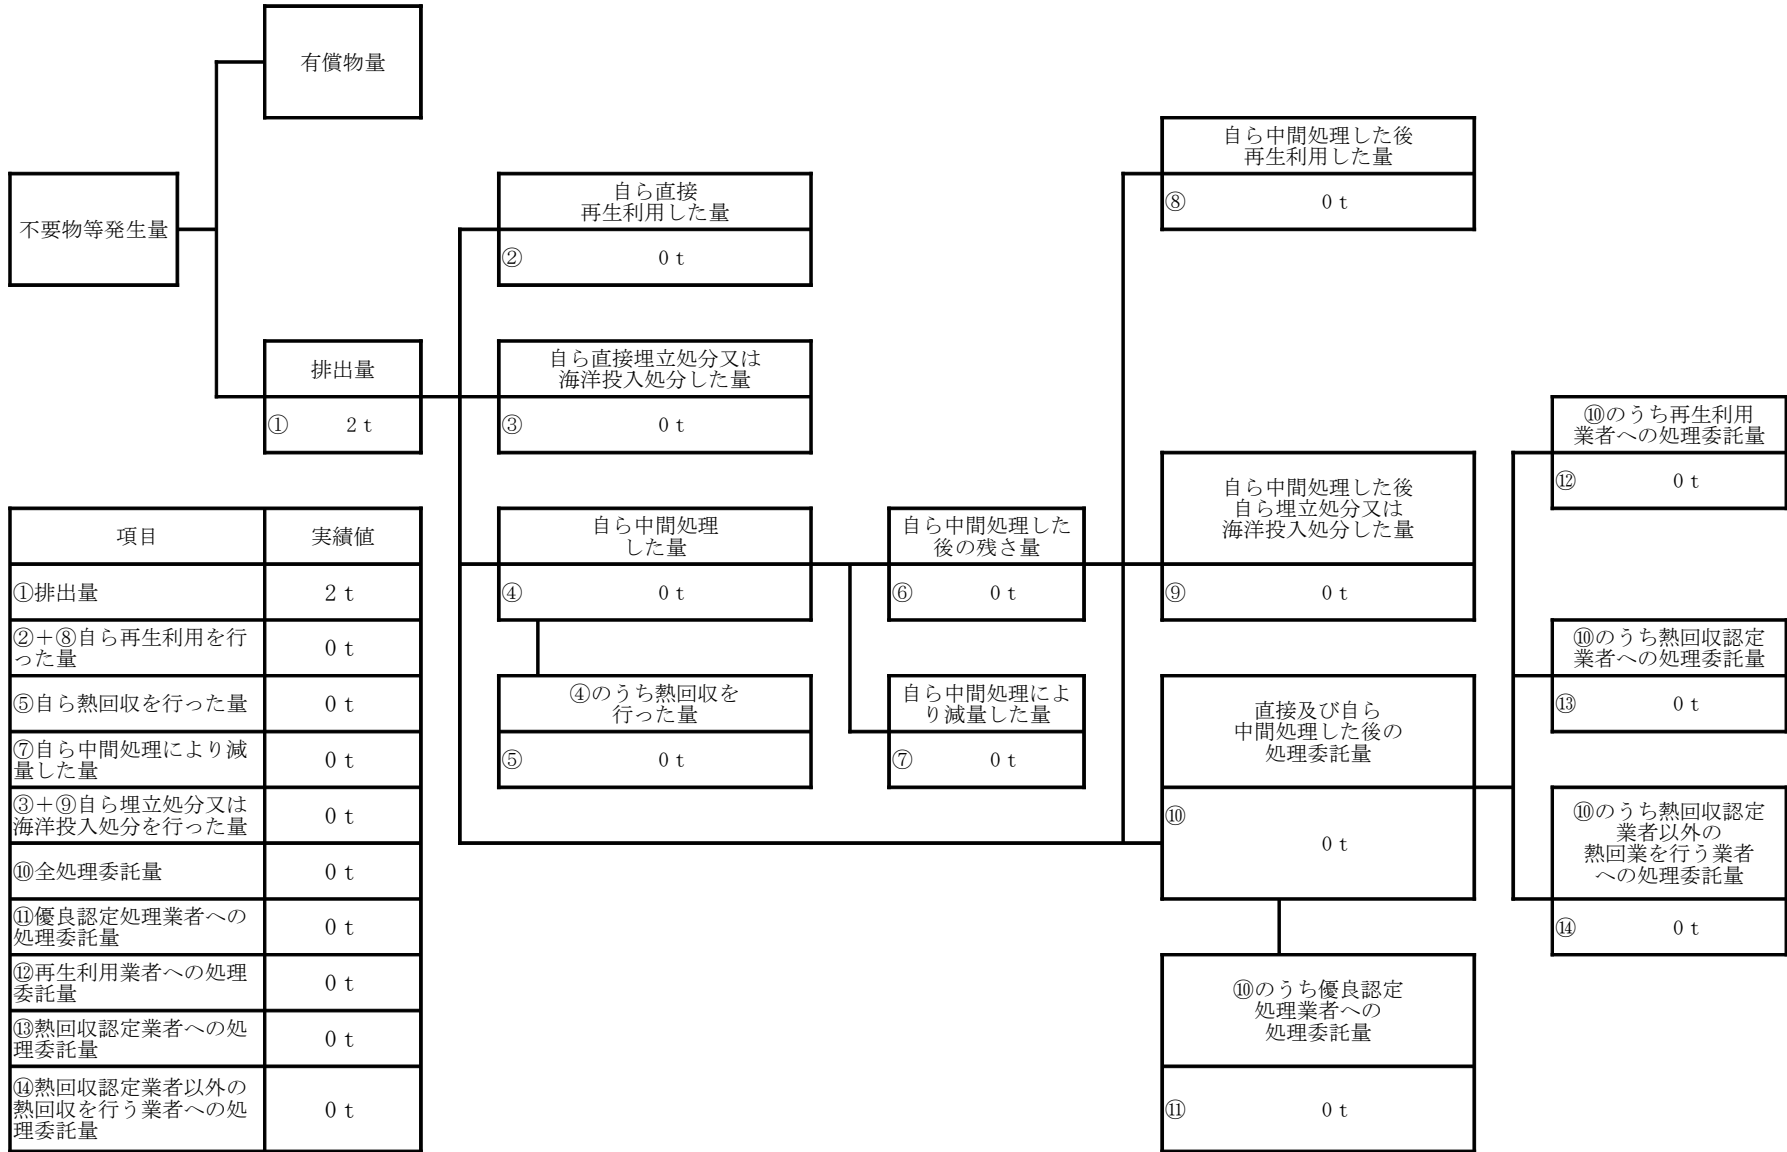 有償物量
不要物等発生量
排出量
① 2 t
自ら直接
再生利用した量
② 0 t
自ら直接埋立処分又は
海洋投入処分した量
③ 0 t
自ら中間処理
した量
④ 0 t
④のうち熱回収を
行った量
⑤ 0 t
自ら中間処理した
後の残さ量
⑥ 0 t
自ら中間処理によ
り減量した量
⑦ 0 t
自ら中間処理した後
再生利用した量
⑧ 0 t
自ら中間処理した後
自ら埋立処分又は
海洋投入処分した量
⑨ 0 t
直接及び自ら
中間処理した後の
処理委託量
⑩
0 t
⑩のうち優良認定
処理業者への
処理委託量
⑪ 0 t
⑩のうち再生利用
業者への処理委託量
⑫ 0 t
⑩のうち熱回収認定
業者への処理委託量
⑬ 0 t
⑩のうち熱回収認定
業者以外の
熱回業を行う業者
への処理委託量
⑭ 0 t
項目 実績値
①排出量 2 t
②＋⑧自ら再生利用を行
った量
0 t
⑤自ら熱回収を行った量 0 t
⑦自ら中間処理により減
量した量
0 t
③＋⑨自ら埋立処分又は
海洋投入処分を行った量
0 t
⑩全処理委託量 0 t
⑪優良認定処理業者への
処理委託量
0 t
⑫再生利用業者への処理
委託量
0 t
⑬熱回収認定業者への処
理委託量
0 t
⑭熱回収認定業者以外の
熱回収を行う業者への処
理委託量
0 t